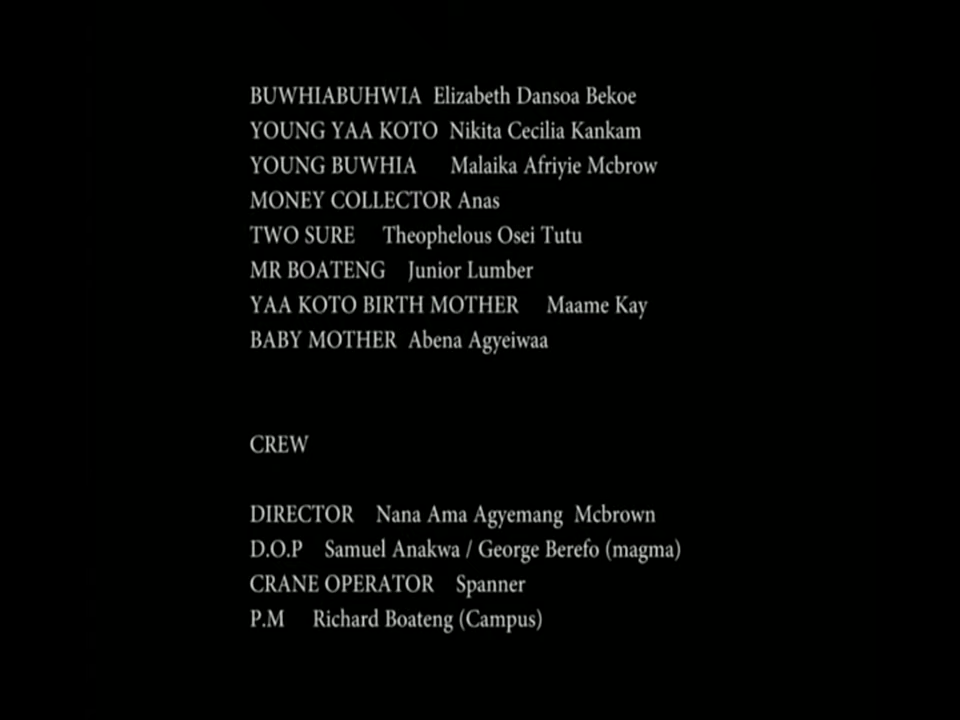 BUWHIABUHWIA Elizabeth Dansoa Bekoe
YOUNG YAA KOTO Nikita Cecilia Kankam
YOUNG BUWHIA Malaika Afriyie Mcbrow
MONEY COLLECTOR Anas
TWO SURE Theophelous Osei Tutu
MR BOATENG Junior Lumber
YAA KOTO BIRTH MOTHER Maame Kay
BABY MOTHER Abena Agyeiwaa
CREW
DIRECTOR Nana Ama Agyemang Mcbrown
D.O.P Samuel Anakwa / George Berefo (magma)
CRANE OPERATOR Spanner
P.M Richard Boateng (Campus)